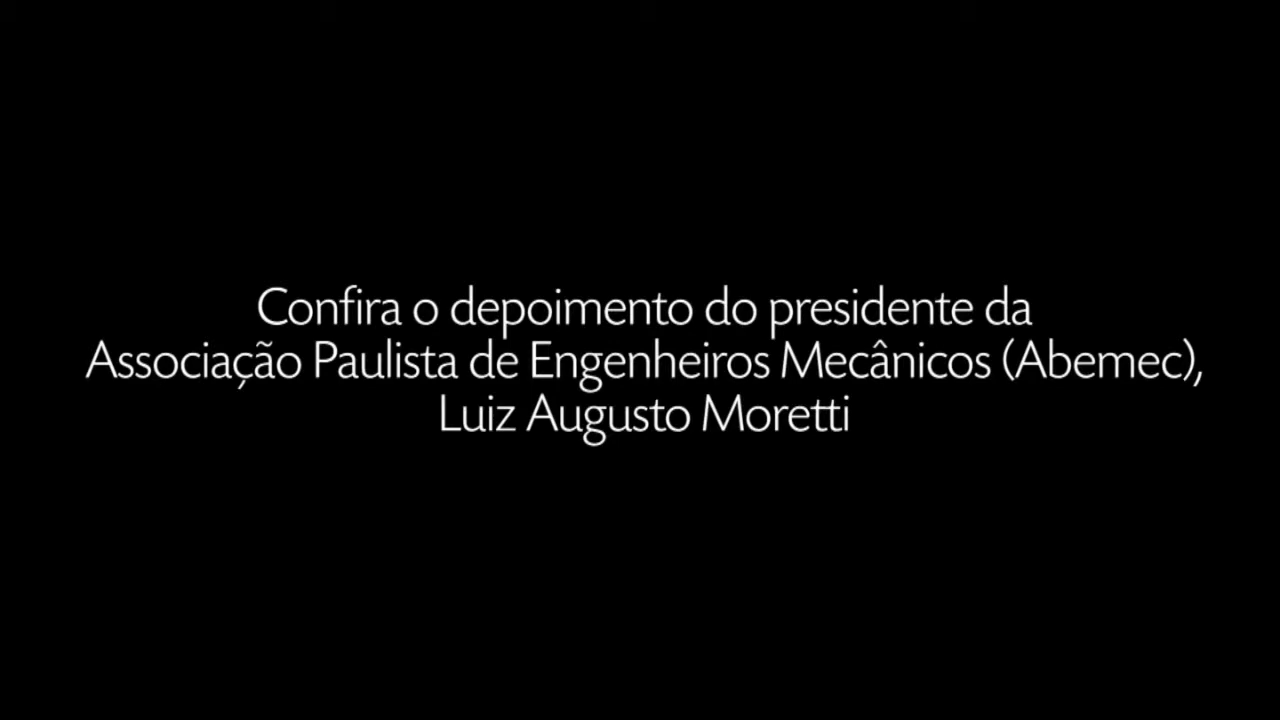 Confira o depoimento do presidente da
Associação Paulista de Engenheiros Mecânicos (Abemec),
Luiz Augusto Moretti